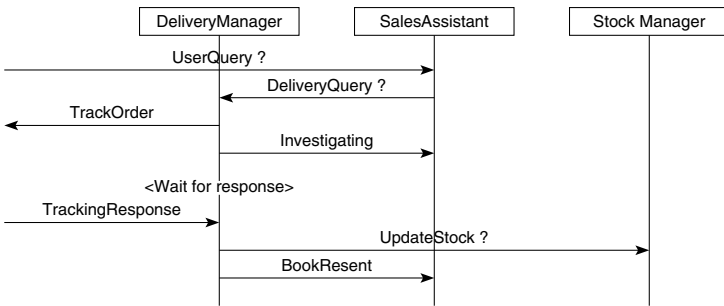 DeliveryManager SalesAssistant Stock Manager
UserQuery ?
DeliveryQuery ?
TrackOrder
Investigating
<Wait for response>
TrackingResponse
UpdateStock ?
BookResent